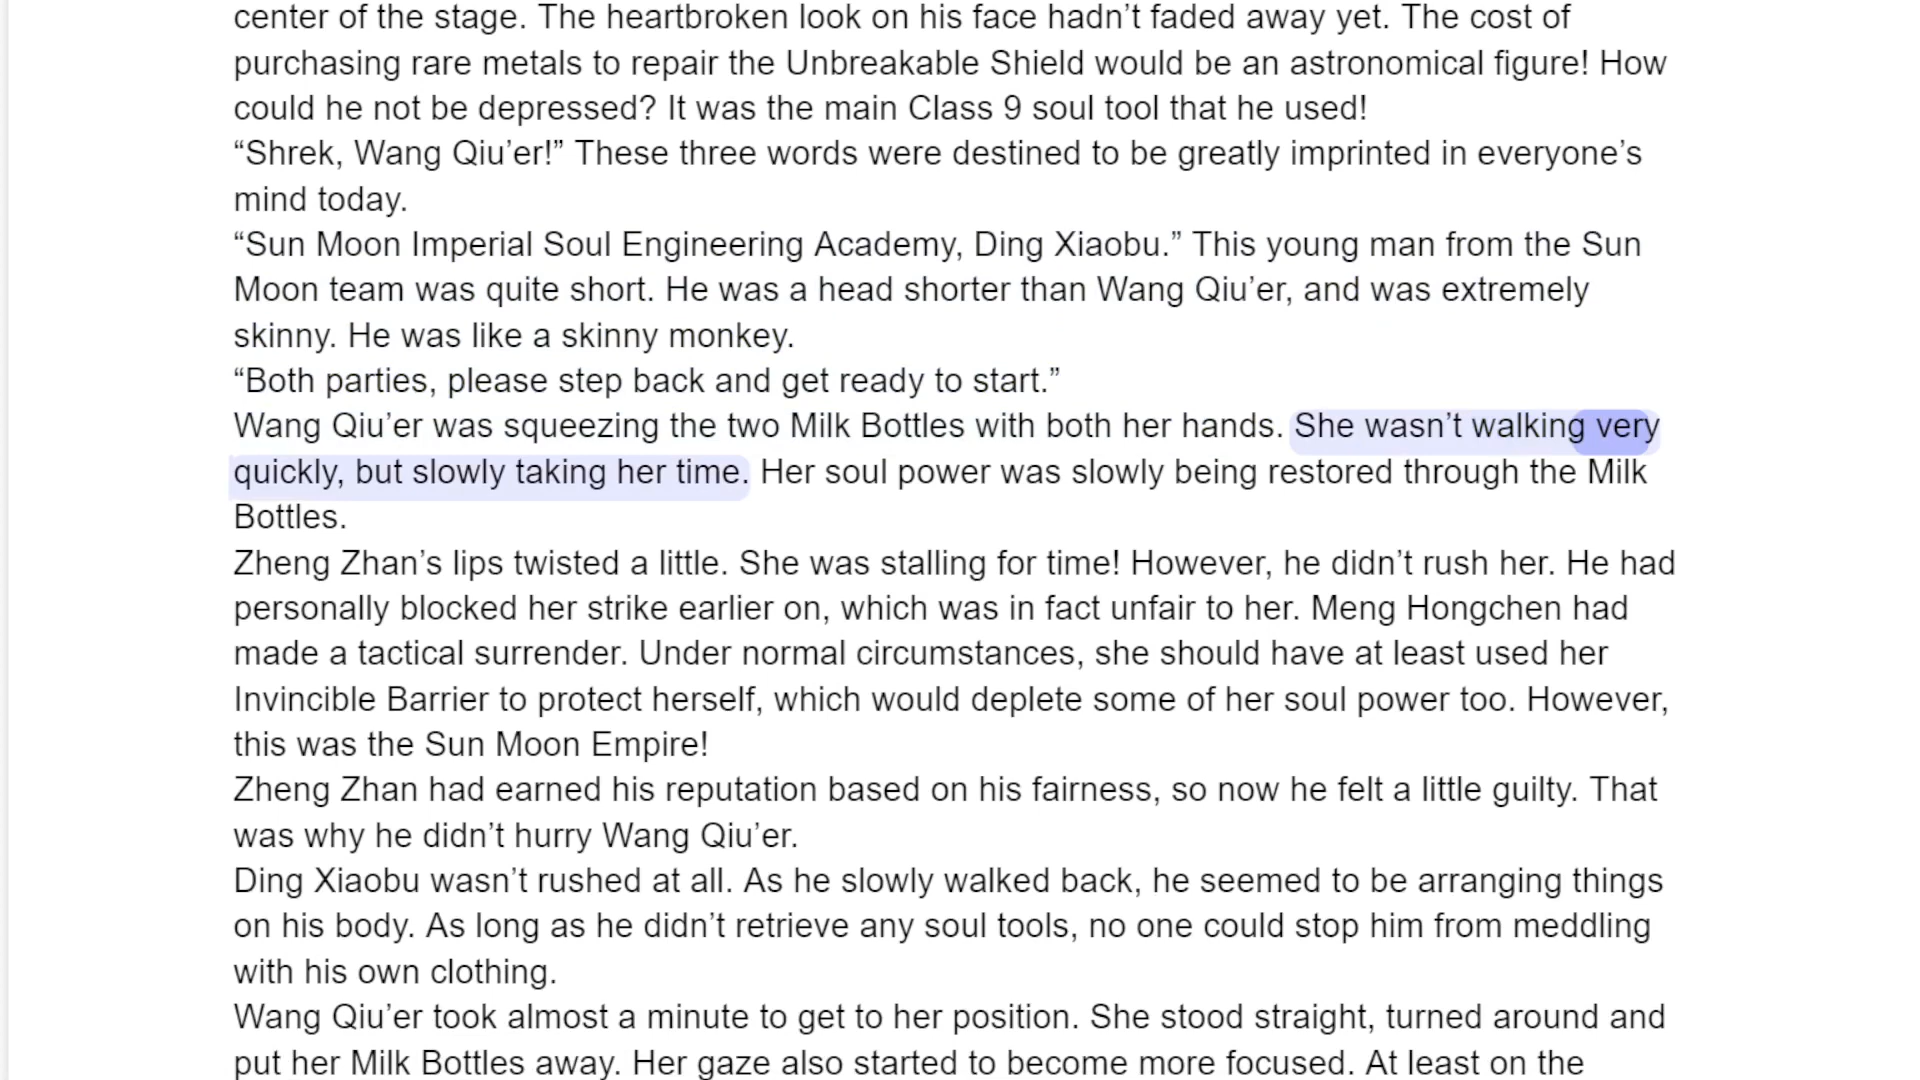 center of the stage. The heartbroken look on his face hadn’t faded away yet. The cost of
purchasing rare metals to repair the Unbreakable Shield would be an astronomical figure! How
could he not be depressed? It was the main Class 9 soul tool that he used!
“Shrek, Wang Qiu’er!” These three words were destined to be greatly imprinted in everyone’s
mind today.
“Sun Moon Imperial Soul Engineering Academy, Ding Xiaobu.” This young man from the Sun
Moon team was quite short. He was a head shorter than Wang Qiu’er, and was extremely
skinny. He was like a skinny monkey.
“Both parties, please step back and get ready to start.”
Wang Qiu’er was squeezing the two Milk Bottles with both her hands. She wasn’t walking very
quickly, but slowly taking her time. Her soul power was slowly being restored through the Milk
Bottles.
Zheng Zhan’s lips twisted a little. She was stalling for time! However, he didn’t rush her. He had
personally blocked her strike earlier on, which was in fact unfair to her. Meng Hongchen had
made a tactical surrender. Under normal circumstances, she should have at least used her
Invincible Barrier to protect herself, which would deplete some of her soul power too. However,
this was the Sun Moon Empire!
Zheng Zhan had earned his reputation based on his fairness, so now he felt a little guilty. That
was why he didn’t hurry Wang Qiu’er.
Ding Xiaobu wasn’t rushed at all. As he slowly walked back, he seemed to be arranging things
on his body. As long as he didn’t retrieve any soul tools, no one could stop him from meddling
with his own clothing.
Wang Qiu’er took almost a minute to get to her position. She stood straight, turned around and
put her Milk Bottles away. Her gaze also started to become more focused. At least on the